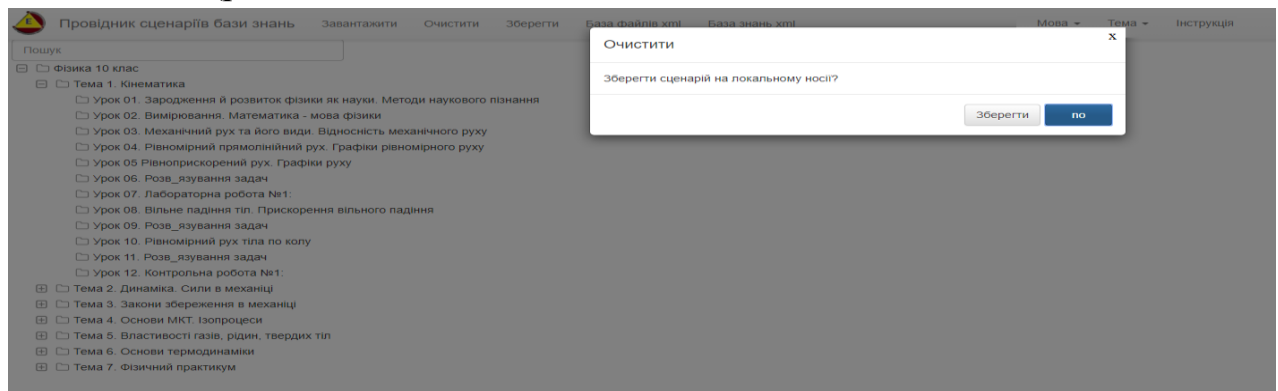 Провідник сценаріїв бази знань Завантажити Очистити Зберегти База файлів xml База знань xml Мова Тема Інструкція
Пошук
Очистити x
Зберегти сценарій на локальному носії?
Зберегти no
Фізика 10 клас
Тема 1. Кінематика
Урок 01. Зародження й розвиток фізики як науки. Методи наукового пізнання
Урок 02. Вимірювання. Математика - мова фізики
Урок 03. Механічний рух та його види. Відносність механічного руху
Урок 04. Рівномірний прямолінійний рух. Графіки рівномірного руху
Урок 05 Рівноприскорений рух. Графіки руху
Урок 06. Розв_язування задач
Урок 07. Лабораторна робота №1:
Урок 08. Вільне падіння тіл. Прискорення вільного падіння
Урок 09. Розв_язування задач
Урок 10. Рівномірний рух тіла по колу
Урок 11. Розв_язування задач
Урок 12. Контрольна робота №1:
Тема 2. Динаміка. Сили в механіці
Тема 3. Закони збереження в механіці
Тема 4. Основи МКТ. Ізопроцеси
Тема 5. Властивості газів, рідин, твердих тіл
Тема 6. Основи термодинаміки
Тема 7. Фізичний практикум